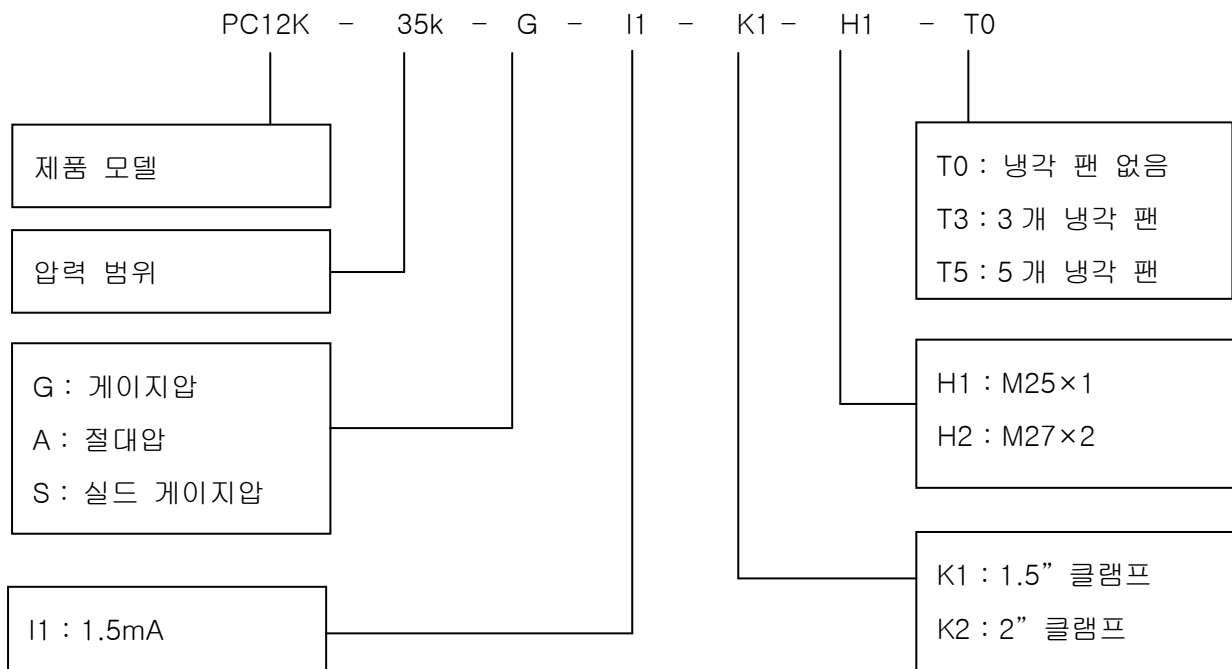 PC12K – 35k – G – I1 – K1 – H1 – T0
제품 모델
압력 범위
G : 게이지압
A : 절대압
S : 실드 게이지압
I1 : 1.5mA
T0 : 냉각 팬 없음
T3 : 3 개 냉각 팬
T5 : 5 개 냉각 팬
H1 : M25×1
H2 : M27×2
K1 : 1.5” 클램프
K2 : 2” 클램프